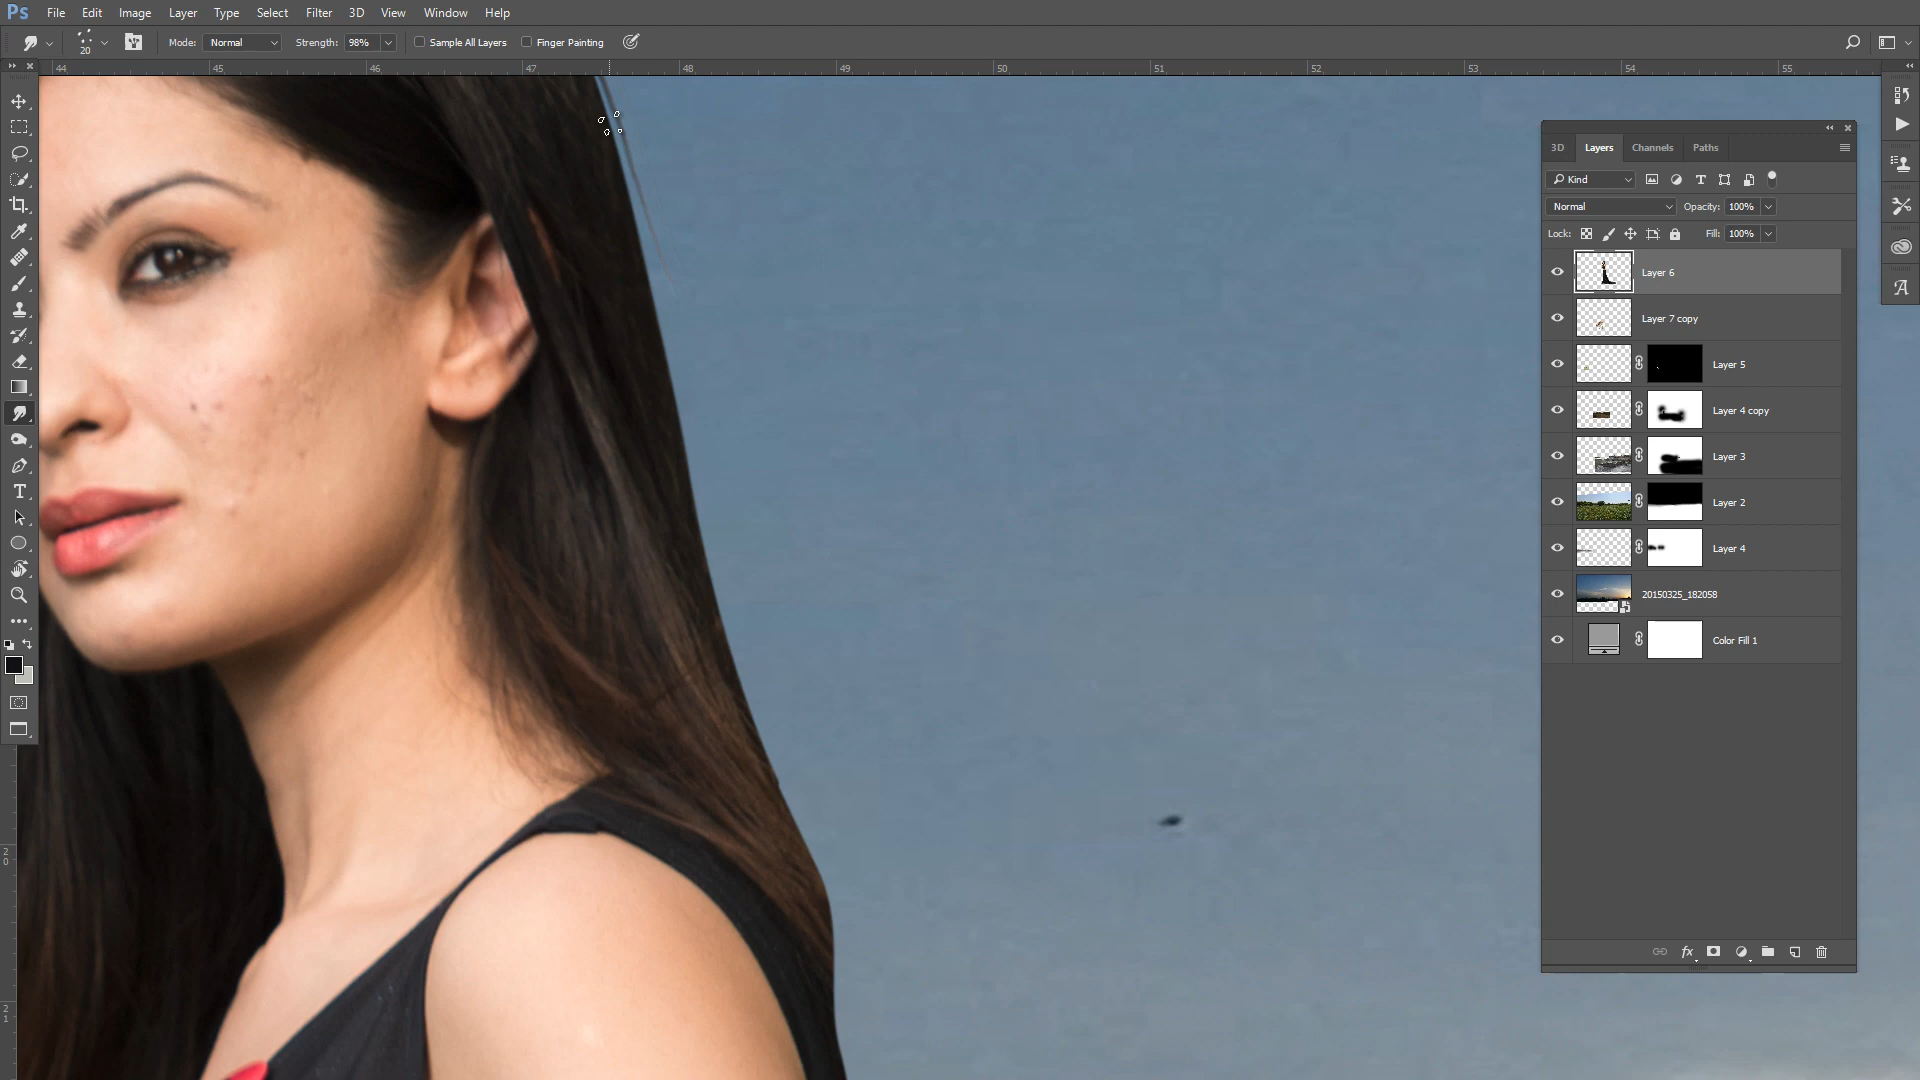 Ps File Edit Image Layer Type Select Filter 3D View Window Help
20 Mode: Normal Strength: 98% Sample All Layers Finger Painting
44 45 46 47 48 49 50 51 52 53 54 55
3D Layers Channels Paths
Kind
Normal Opacity: 100%
Lock: Fill: 100%
Layer 6
Layer 7 copy
Layer 5
Layer 4 copy
Layer 3
Layer 2
Layer 4
20150325_182058
Color Fill 1
fx
20
21